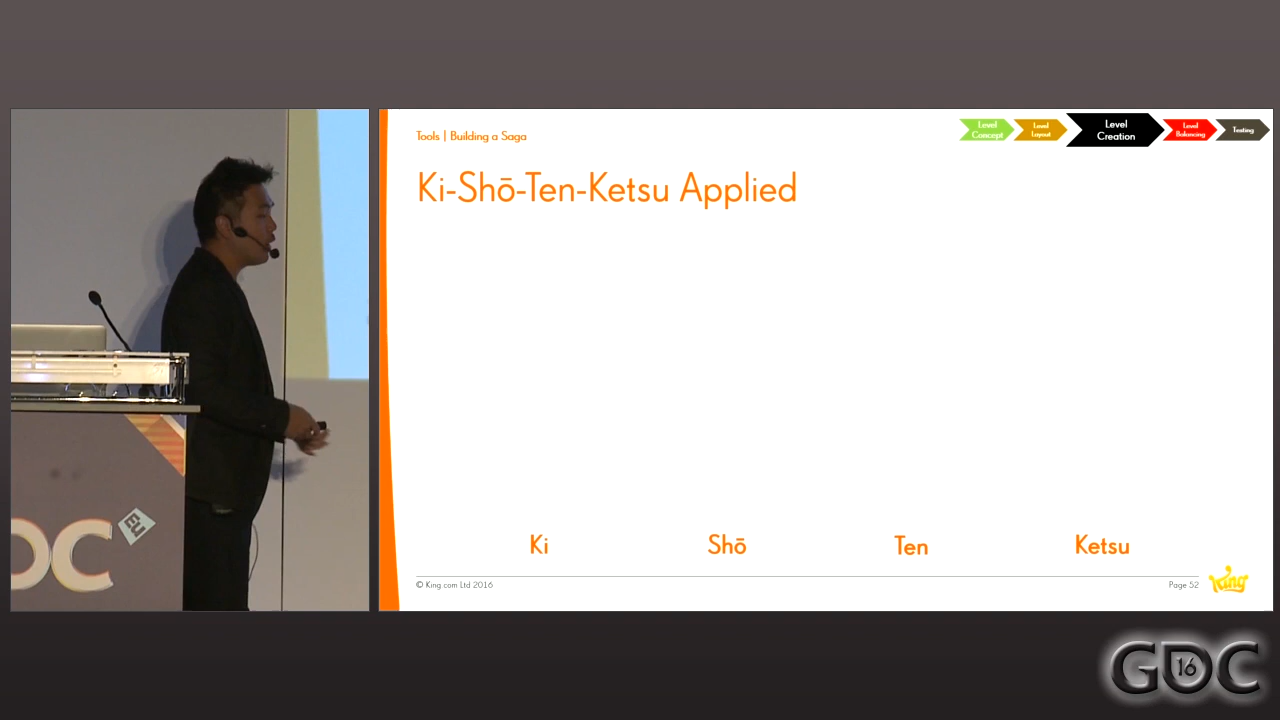 Tools | Building a Saga
Level Concept
Level Layout
Level Creation
Level Balancing
Testing
Ki-Shō-Ten-Ketsu Applied
Ki
Shō
Ten
Ketsu
© King.com Ltd 2016
Page 52
King
DC
EU
GDC
16